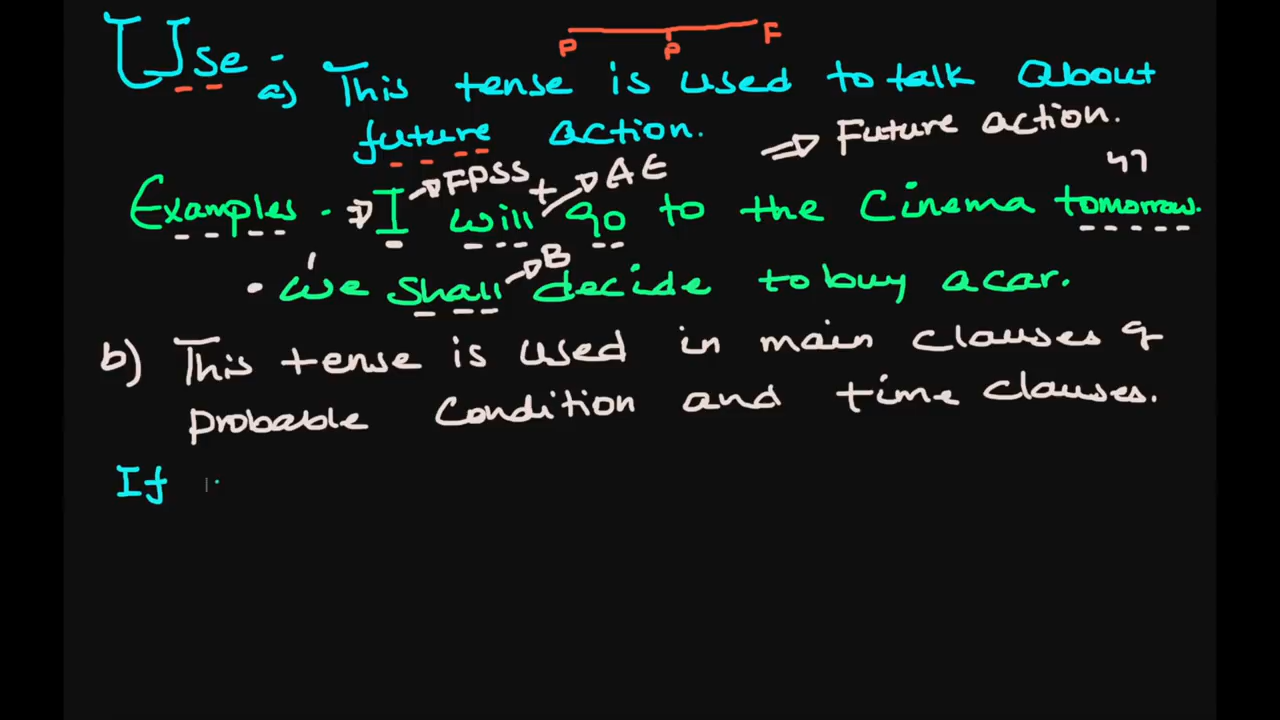 Use -
P P F
a) This tense is used to talk about
future action. ⇒ Future action.
FPSS + AE
Examples - ⇒ I will go to the cinema tomorrow.
B
• We shall decide to buy a car.
b) This tense is used in main clauses of
probable condition and time clauses.
If